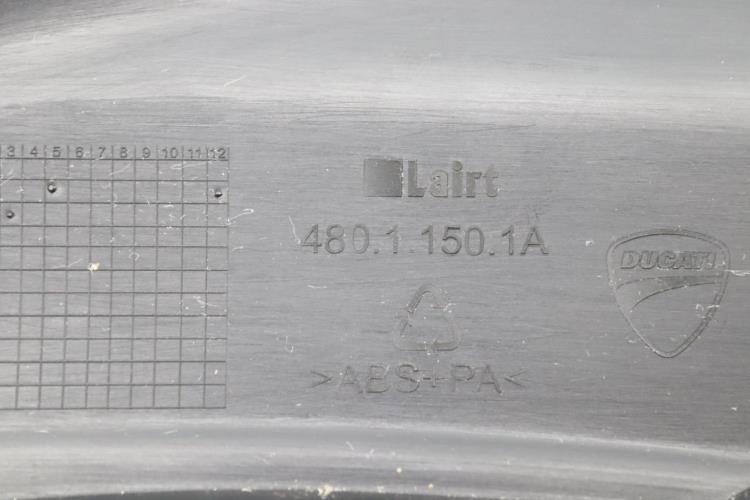 3 4 5 6 7 8 9 10 11 12
Lairt
480.1.150.1A
DUCATI
>ABS+PA<